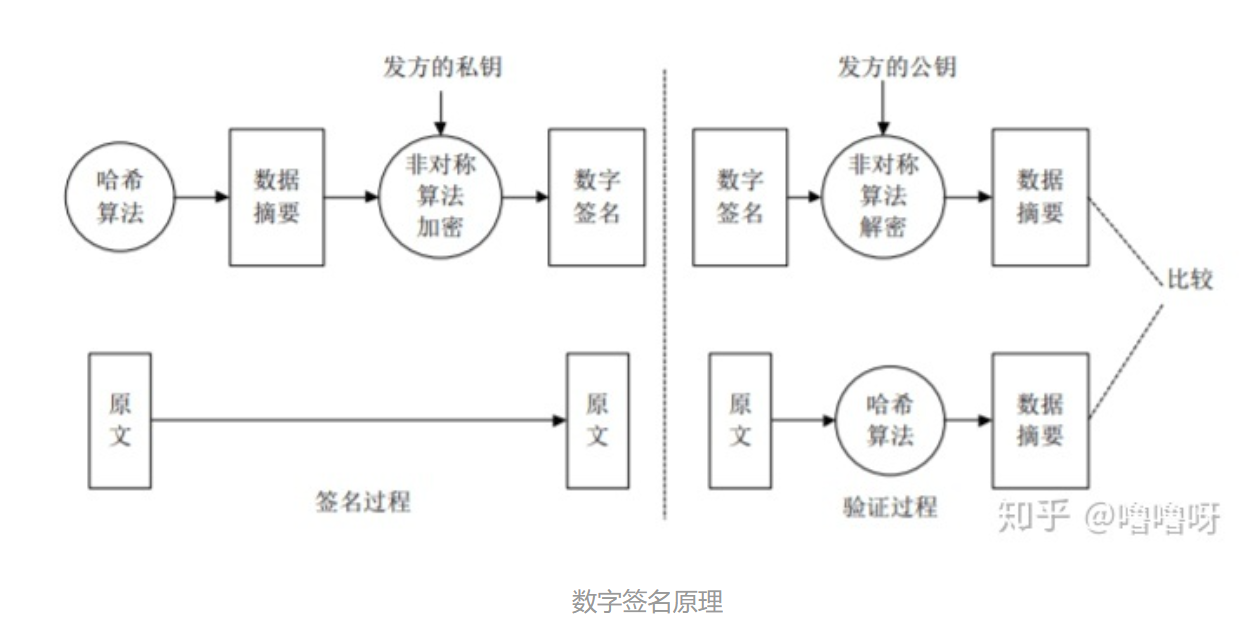 发方的私钥
发方的公钥
哈希
算法
数据
摘要
非对称
算法
加密
数字
签名
数字
签名
非对称
算法
解密
数据
摘要
比较
原
文
原
文
原
文
哈希
算法
数据
摘要
签名过程
验证过程
知乎 @噜噜呀
数字签名原理